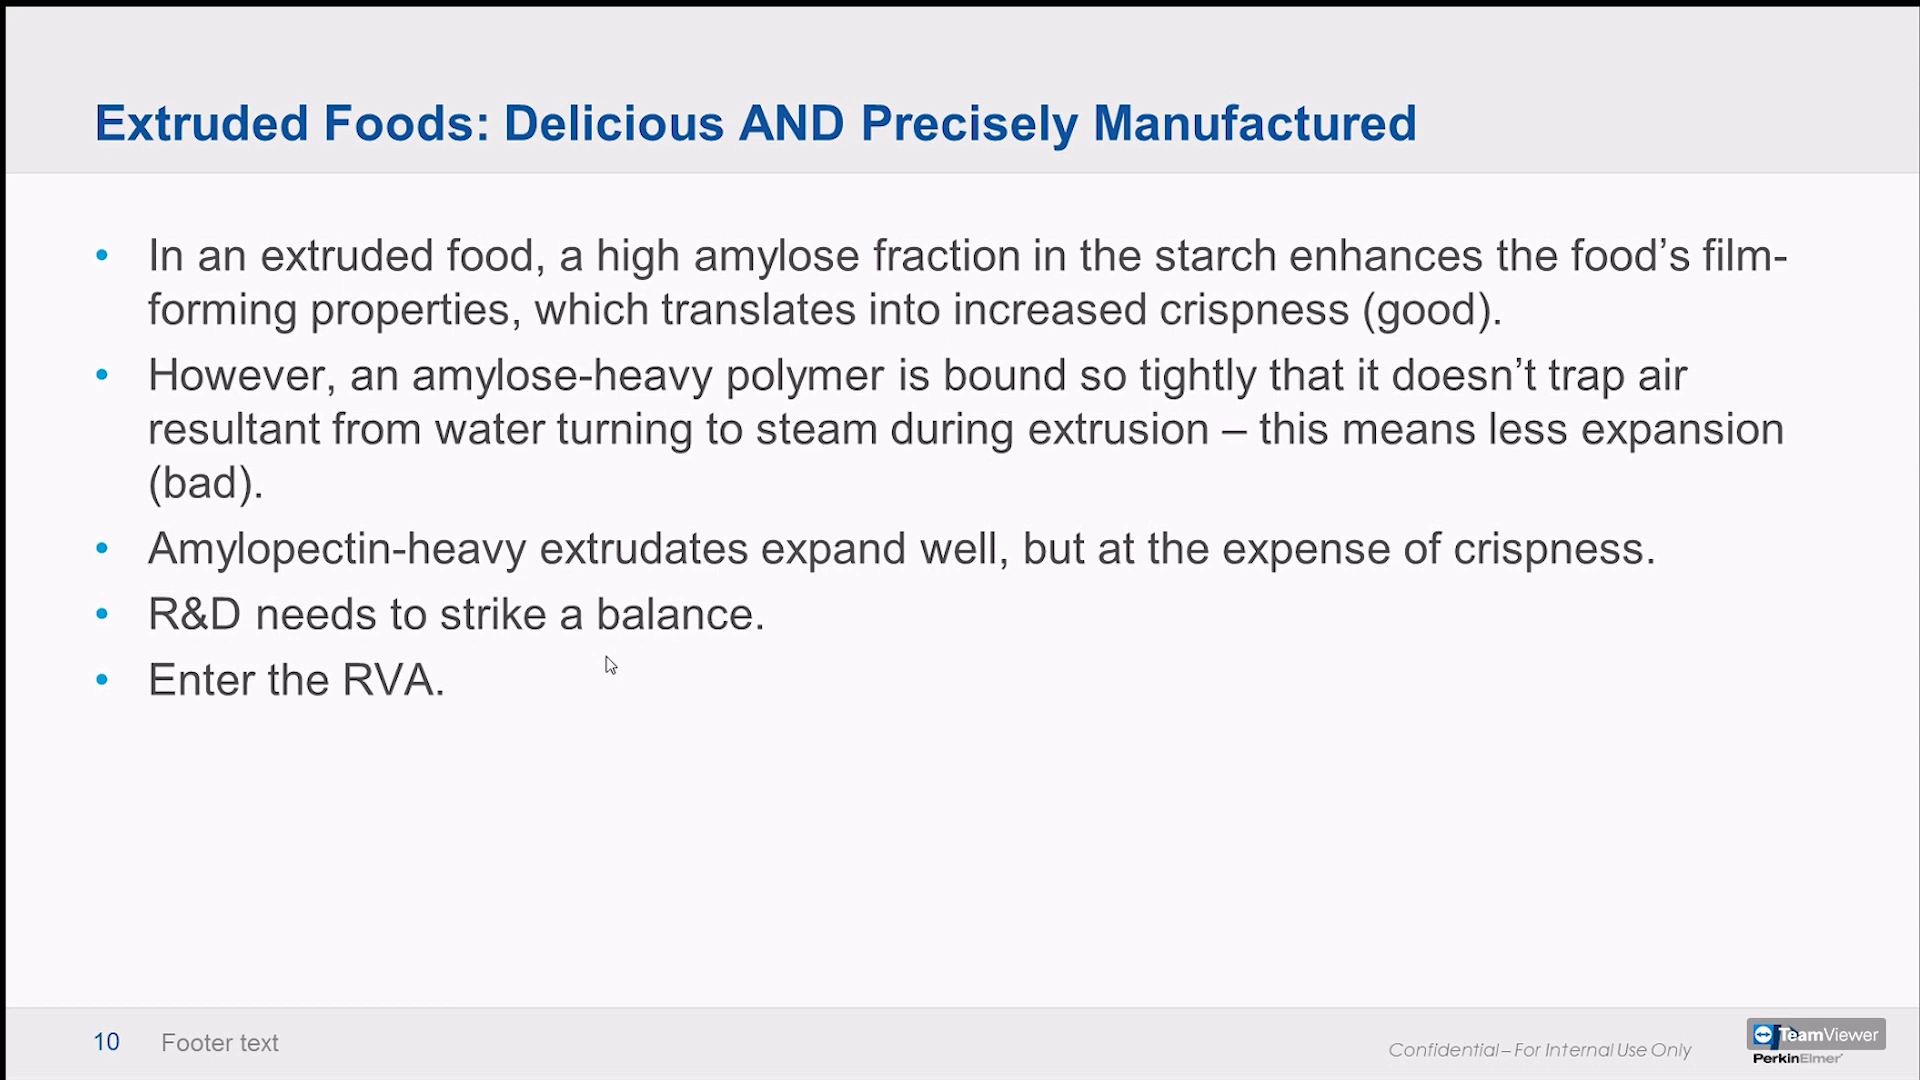 Extruded Foods: Delicious AND Precisely Manufactured
• In an extruded food, a high amylose fraction in the starch enhances the food’s film-
forming properties, which translates into increased crispness (good).
• However, an amylose-heavy polymer is bound so tightly that it doesn’t trap air
resultant from water turning to steam during extrusion – this means less expansion
(bad).
• Amylopectin-heavy extrudates expand well, but at the expense of crispness.
• R&D needs to strike a balance.
• Enter the RVA.
10 Footer text
Confidential – For Internal Use Only
TeamViewer
PerkinElmer